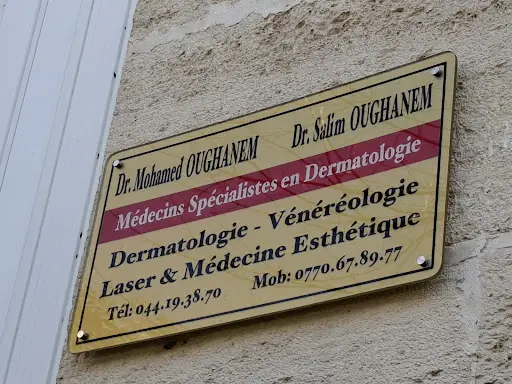 Dr. Mohamed OUGHANEM Dr. Salim OUGHANEM
Médecins Spécialistes en Dermatologie
Dermatologie - Vénéréologie
Laser & Médecine Esthétique
Tél: 044.19.38.70 Mob: 0770.67.89.77